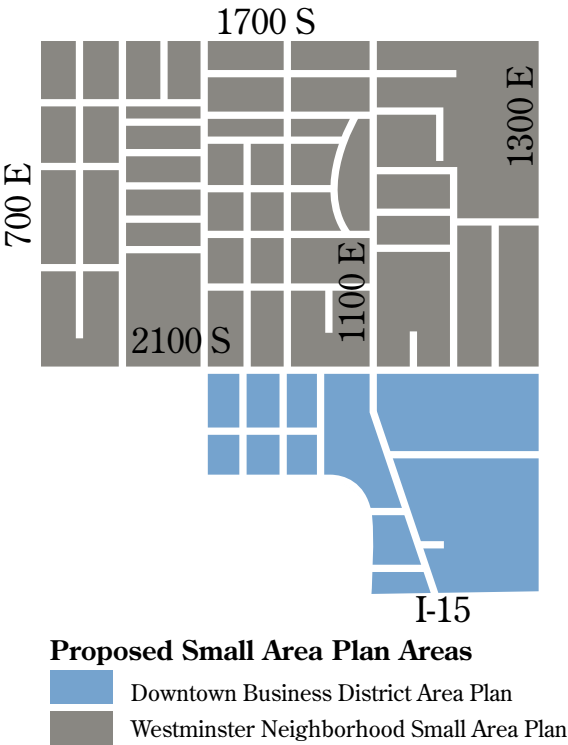 1700 S
1300 E
700 E
1100 E
2100 S
I-15
Proposed Small Area Plan Areas
Downtown Business District Area Plan
Westminster Neighborhood Small Area Plan